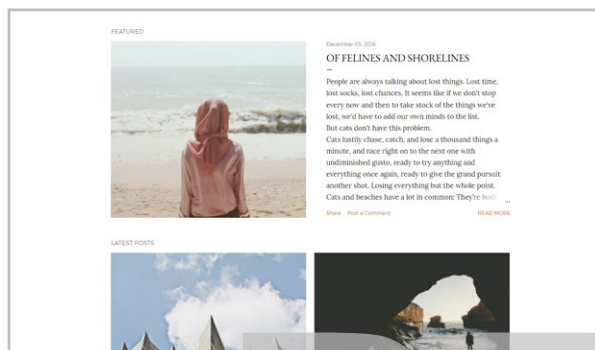 FEATURED
December 05, 2016
OF FELINES AND SHORELINES
People are always talking about lost things. Lost time,
lost socks, lost chances. It seems like if we don't stop
every now and then to take stock of the things we've
lost, we'd have to add our own minds to the list.
But cats don't have this problem.
Cats lustily chase, catch, and lose a thousand things a
minute, and race right on to the next one with
undiminished gusto, ready to try anything and
everything once again, ready to give the grand pursuit
another shot. Losing everything but the whole point.
Cats and beaches have a lot in common: They're both ...
Share Post a Comment READ MORE
LATEST POSTS